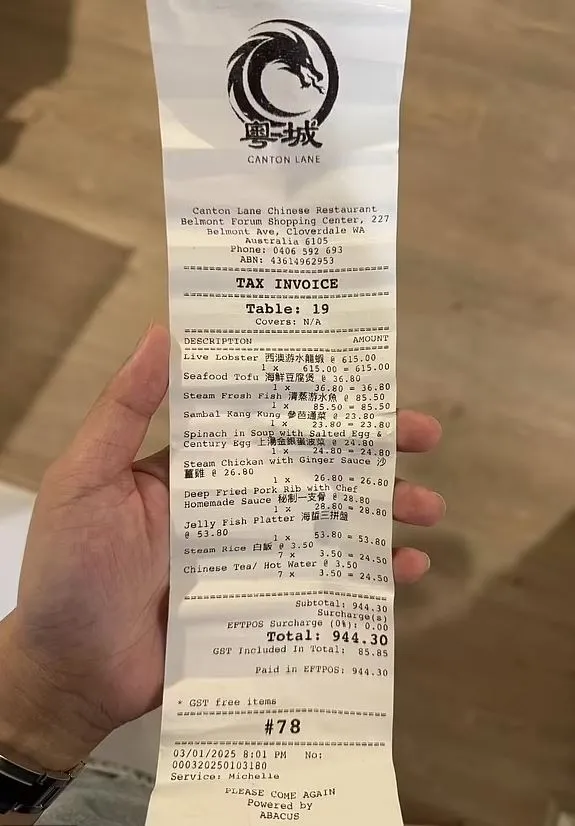 粤城
CANTON LANE
Canton Lane Chinese Restaurant
Belmont Forum Shopping Center, 227
Belmont Ave, Cloverdale WA
Australia 6105
Phone: 0406 592 693
ABN: 43614962953
TAX INVOICE
Table: 19
Covers: N/A
DESCRIPTION AMOUNT
Live Lobster 西澳游水龍蝦 @ 615.00
1 x 615.00 = 615.00
Seafood Tofu 海鮮豆腐煲 @ 36.80
1 x 36.80 = 36.80
Steam Fresh Fish 清蒸游水魚 @ 85.50
1 x 85.50 = 85.50
Sambal Kang Kung 參芭通菜 @ 23.80
1 x 23.80 = 23.80
Spinach in Soup with Salted Egg &
Century Egg 上湯金銀蛋波菜 @ 24.80
1 x 24.80 = 24.80
Steam Chicken with Ginger Sauce 沙
薑雞 @ 26.80
1 x 26.80 = 26.80
Deep Fried Pork Rib with Chef
Homemade Sauce 秘制一支骨 @ 28.80
1 x 28.80 = 28.80
Jelly Fish Platter 海蜇三拼盤
@ 53.80
1 x 53.80 = 53.80
Steam Rice 白飯 @ 3.50
7 x 3.50 = 24.50
Chinese Tea/ Hot Water @ 3.50
7 x 3.50 = 24.50
Subtotal: 944.30
Surcharge(s)
EFTPOS Surcharge (0%): 0.00
Total: 944.30
GST Included In Total: 85.85
Paid in EFTPOS: 944.30
* GST free items
#78
03/01/2025 8:01 PM No:
000320250103180
Service: Michelle
PLEASE COME AGAIN
Powered by
ABACUS